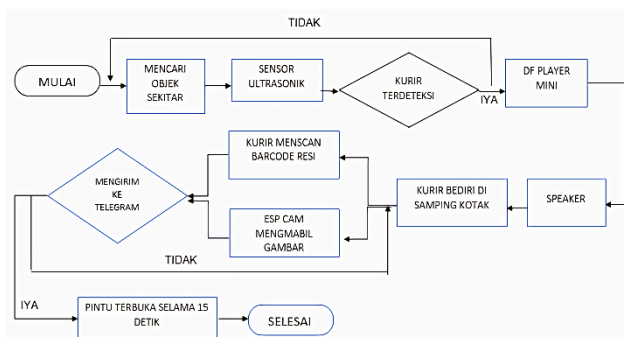 TIDAK
MULAI
MENCARI
OBJEK
SEKITAR
SENSOR
ULTRASONIK
KURIR
TERDETEKSI
IYA
DF PLAYER
MINI
MENGIRIM
KE
TELEGRAM
KURIR MENSCAN
BARCODE RESI
ESP CAM
MENGMABIL
GAMBAR
KURIR BEDIRI DI
SAMPING KOTAK
SPEAKER
TIDAK
IYA
PINTU TERBUKA SELAMA 15
DETIK
SELESAI